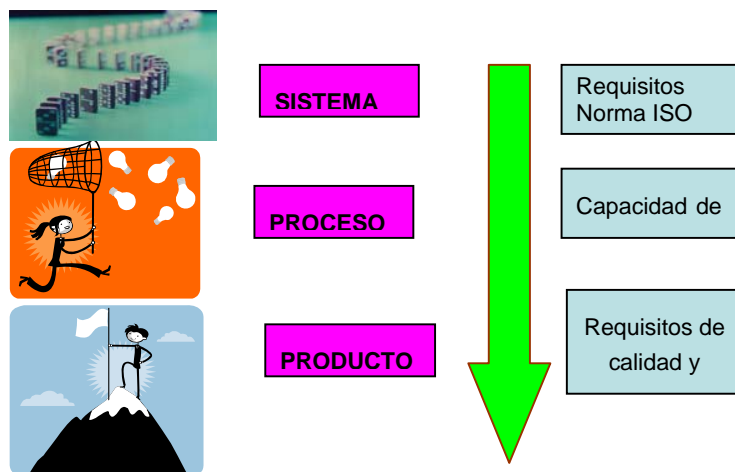 SISTEMA
Requisitos
Norma ISO
PROCESO
Capacidad de
PRODUCTO
Requisitos de
calidad y